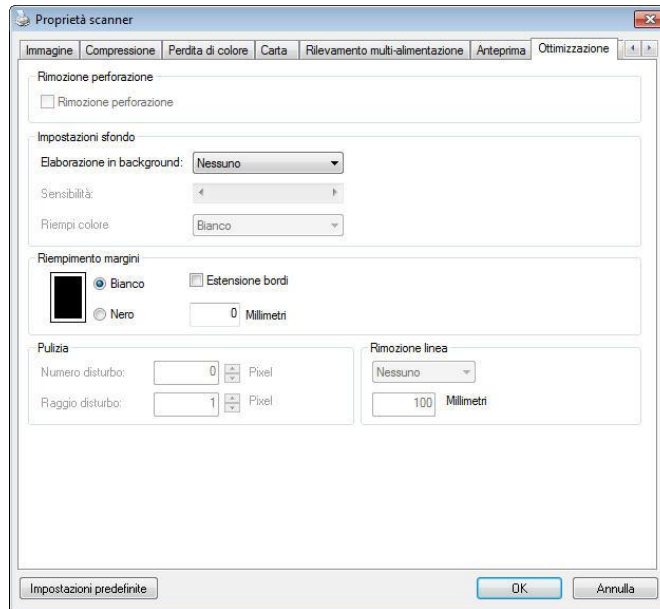 Proprietà scanner
Immagine Compressione Perdita di colore Carta Rilevamento multi-alimentazione Anteprima Ottimizzazione
Rimozione perforazione
Rimozione perforazione
Impostazioni sfondo
Elaborazione in background: Nessuno
Sensibilità:
Riempi colore Bianco
Riempimento margini
Bianco Estensione bordi
Nero 0 Millimetri
Pulizia Rimozione linea
Numero disturbo: 0 Pixel Nessuno
Raggio disturbo: 1 Pixel 100 Millimetri
Impostazioni predefinite OK Annulla